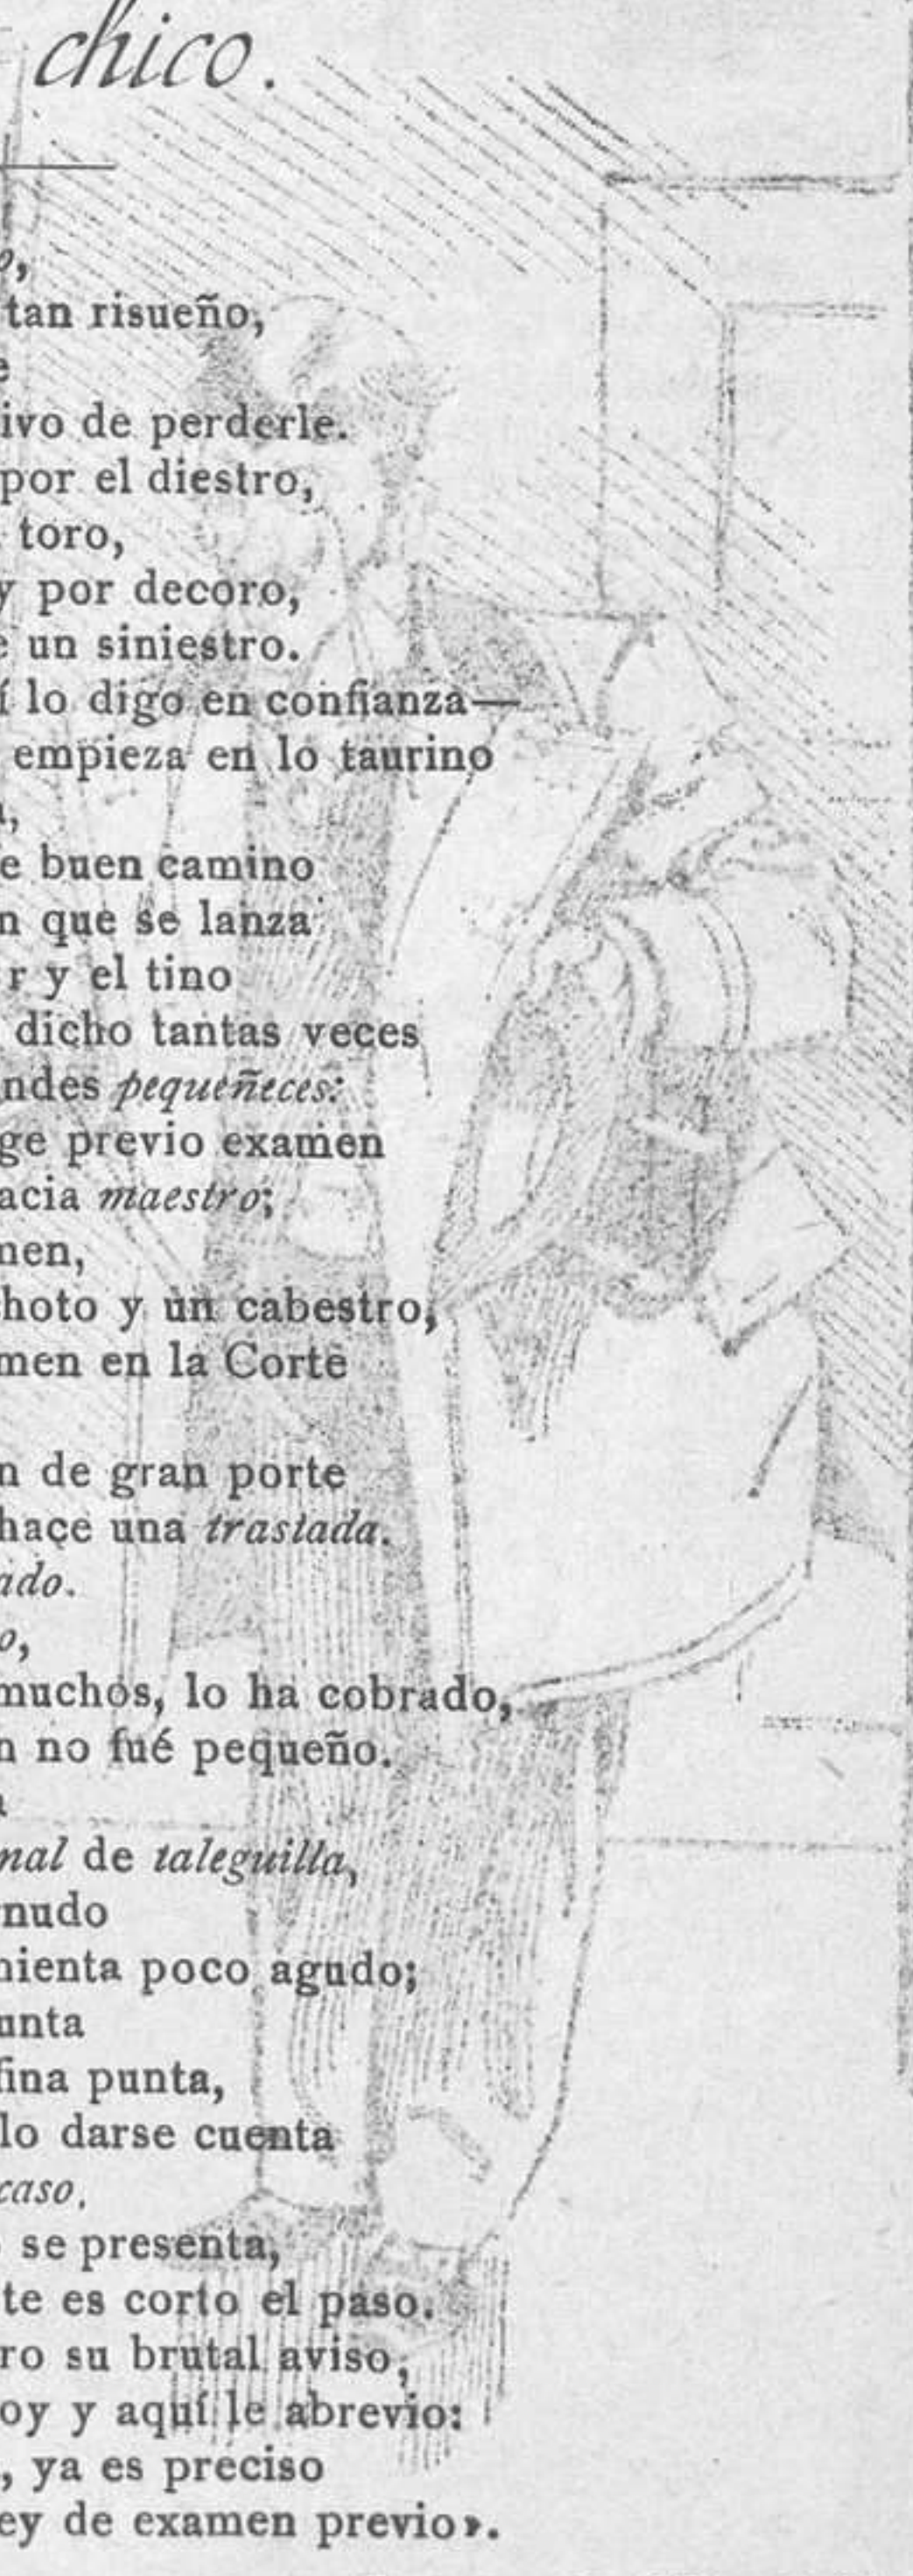 chico.
o,
tan risueño,
e
ivo de perderle.
por el diestro,
toro,
y por decoro,
e un siniestro.
í lo digo en confianza—
empieza en lo taurino
,
e buen camino
n que se lanza
r y el tino
dicho tantas veces
ndes pequeñeces:
ge previo examen
acia maestro;
men,
hoto y un cabestro,
men en la Corte
n de gran porte
hace una trastada.
ado.
o,
muchos, lo ha cobrado,
n no fué pequeño.
a
nal de taleguilla,
nudo
mienta poco agudo;
unta
fina punta,
lo darse cuenta
caso.
se presenta,
te es corto el paso.
ro su brutal aviso,
oy y aquí le abrevio:
, ya es preciso
ey de examen previo».